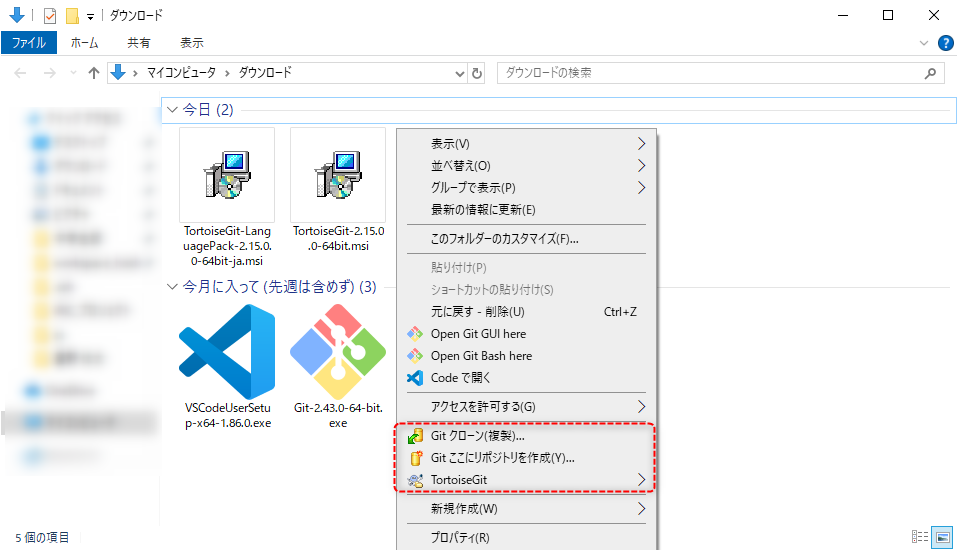 ダウンロード
ファイル
ホーム
共有
表示
マイコンピュータ
ダウンロード
ダウンロードの検索
今日 (2)
TortoiseGit-Lan
guagePack-2.15.0.
0-64bit-ja.msi
TortoiseGit-2.15.0
.0-64bit.msi
今月に入って (先週は含めず) (3)
VSCodeUserSetu
p-x64-1.86.0.exe
Git-2.43.0-64-bit.
exe
表示(V)
並べ替え(O)
グループで表示(P)
最新の情報に更新(E)
このフォルダーのカスタマイズ(F)...
貼り付け(P)
ショートカットの貼り付け(S)
元に戻す - 削除(U) Ctrl+Z
Open Git GUI here
Open Git Bash here
Code で開く
アクセスを許可する(G)
Git クローン(複製)...
Git ここにリポジトリを作成(Y)...
TortoiseGit
新規作成(W)
プロパティ(R)
5 個の項目